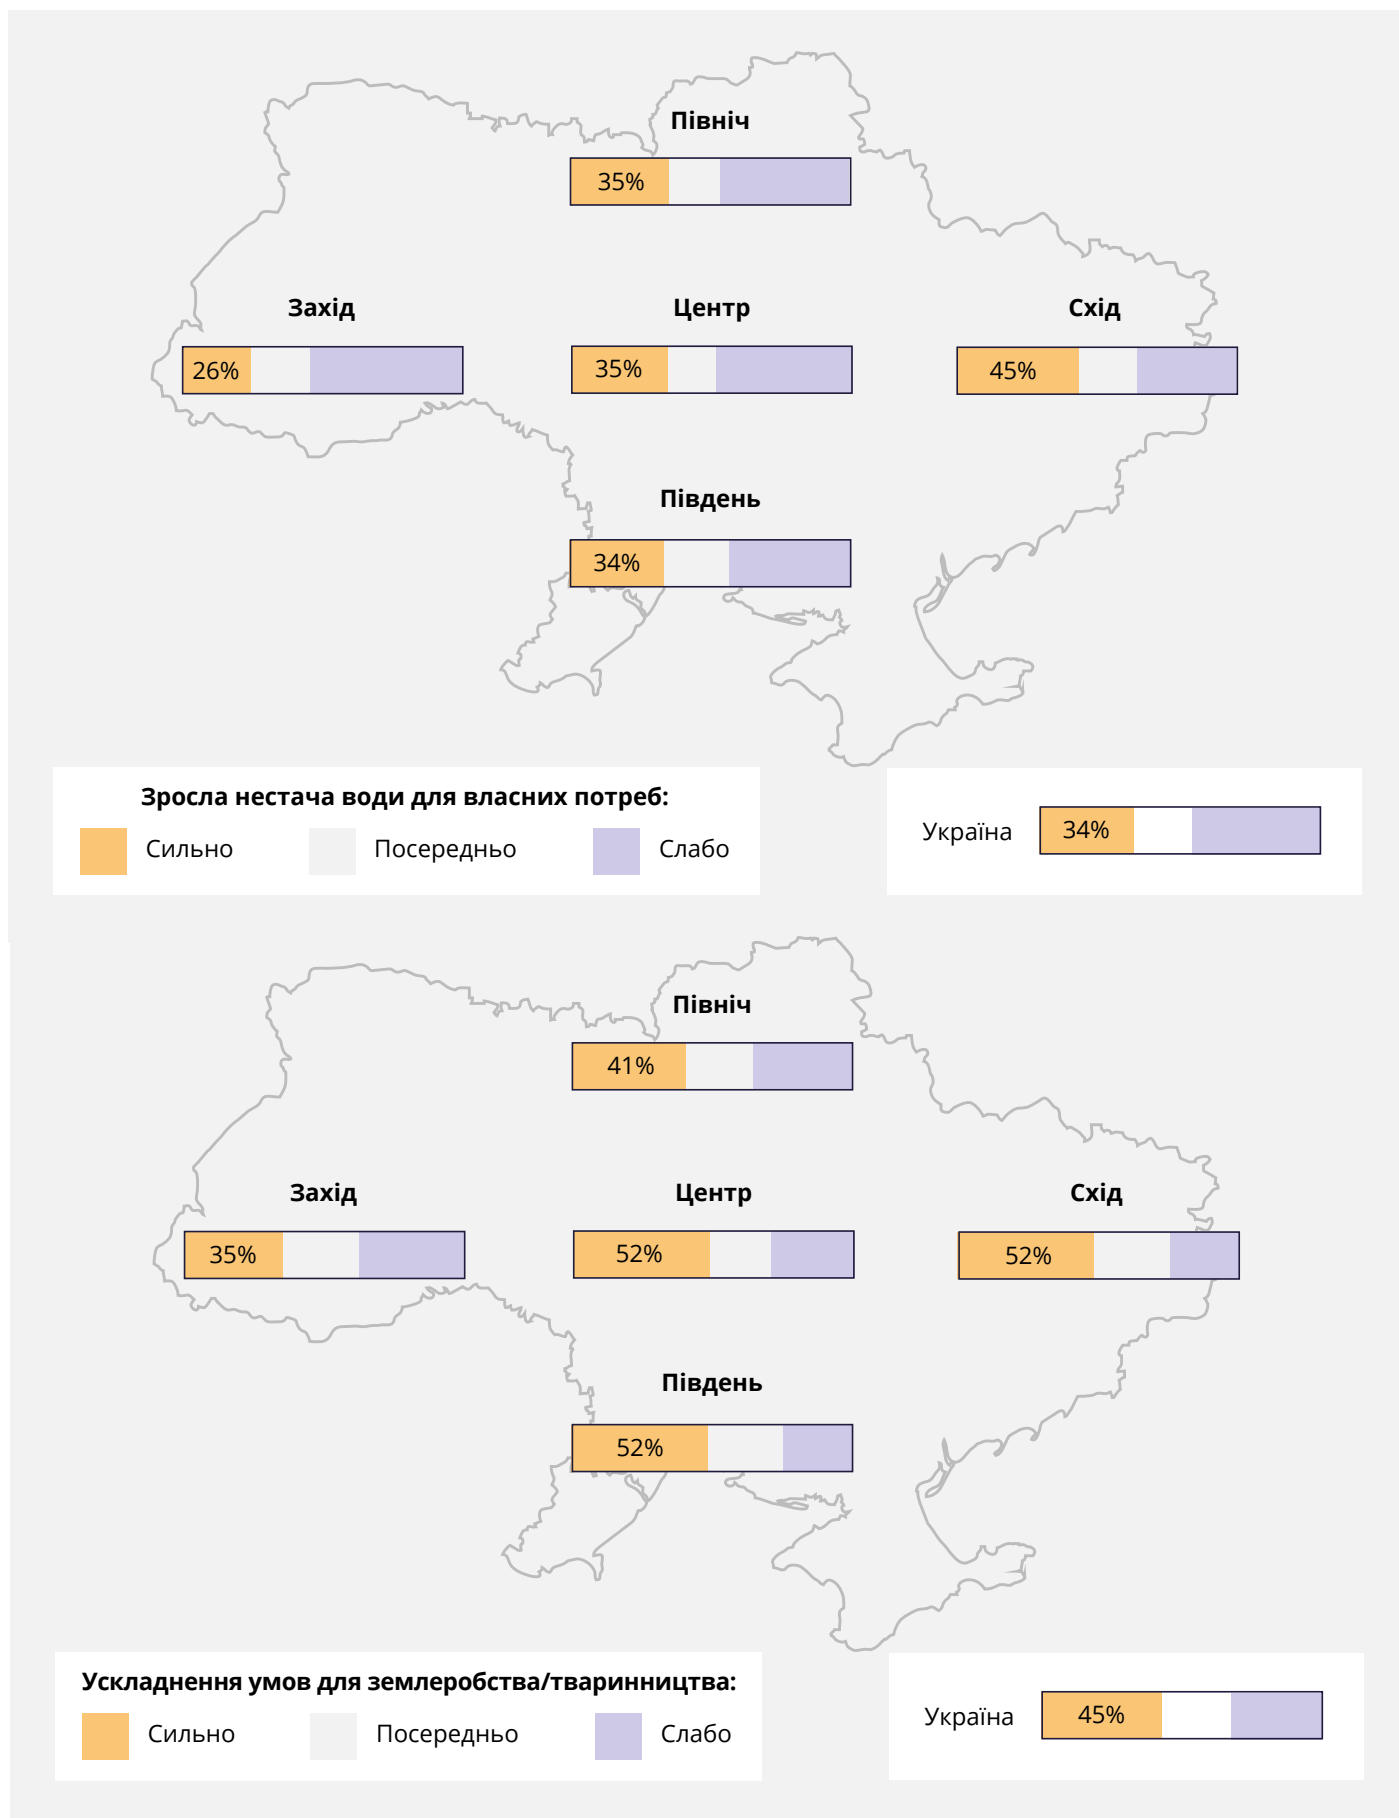 Північ
35%
Захід
Центр
Схід
26%
35%
45%
Південь
34%
Зросла нестача води для власних потреб:
Сильно
Посередньо
Слабо
Україна
34%
Північ
41%
Захід
Центр
Схід
35%
52%
52%
Південь
52%
Ускладнення умов для землеробства/тваринництва:
Сильно
Посередньо
Слабо
Україна
45%